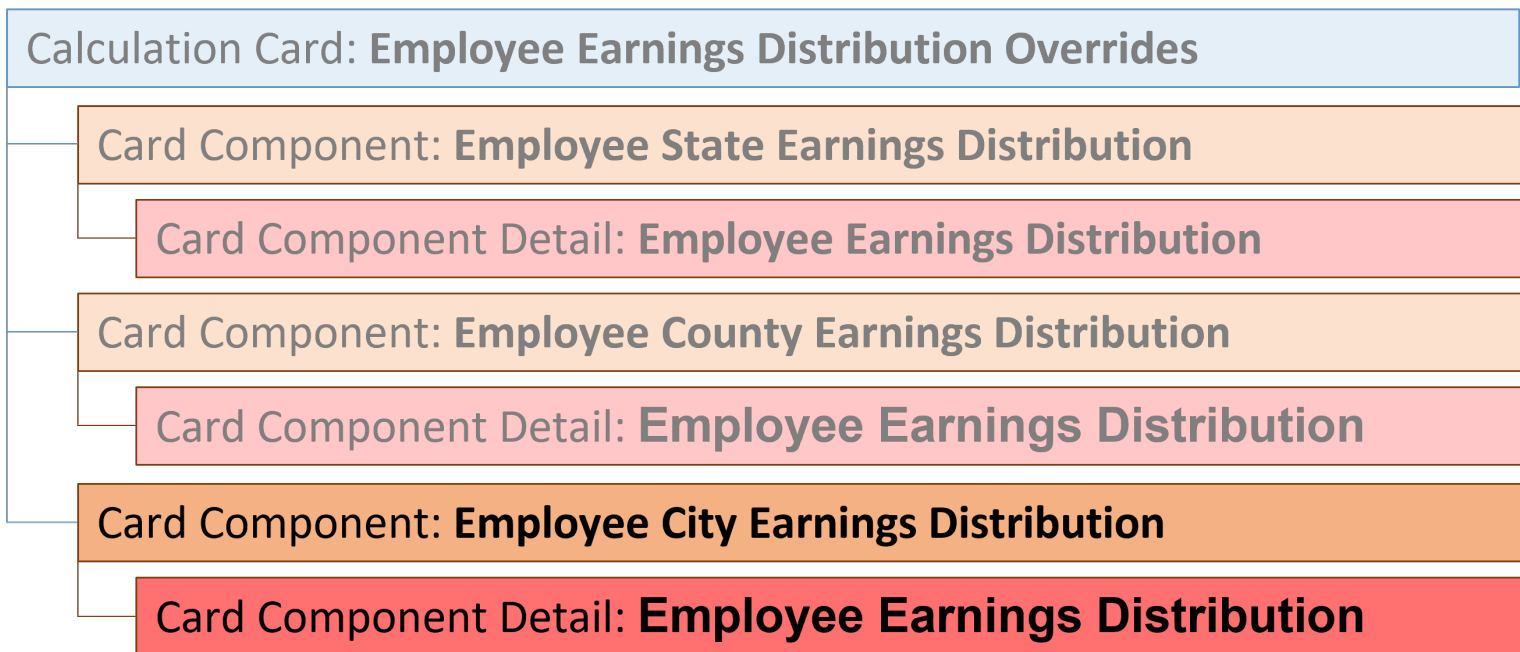 Calculation Card: Employee Earnings Distribution Overrides
Card Component: Employee State Earnings Distribution
Card Component Detail: Employee Earnings Distribution
Card Component: Employee County Earnings Distribution
Card Component Detail: Employee Earnings Distribution
Card Component: Employee City Earnings Distribution
Card Component Detail: Employee Earnings Distribution